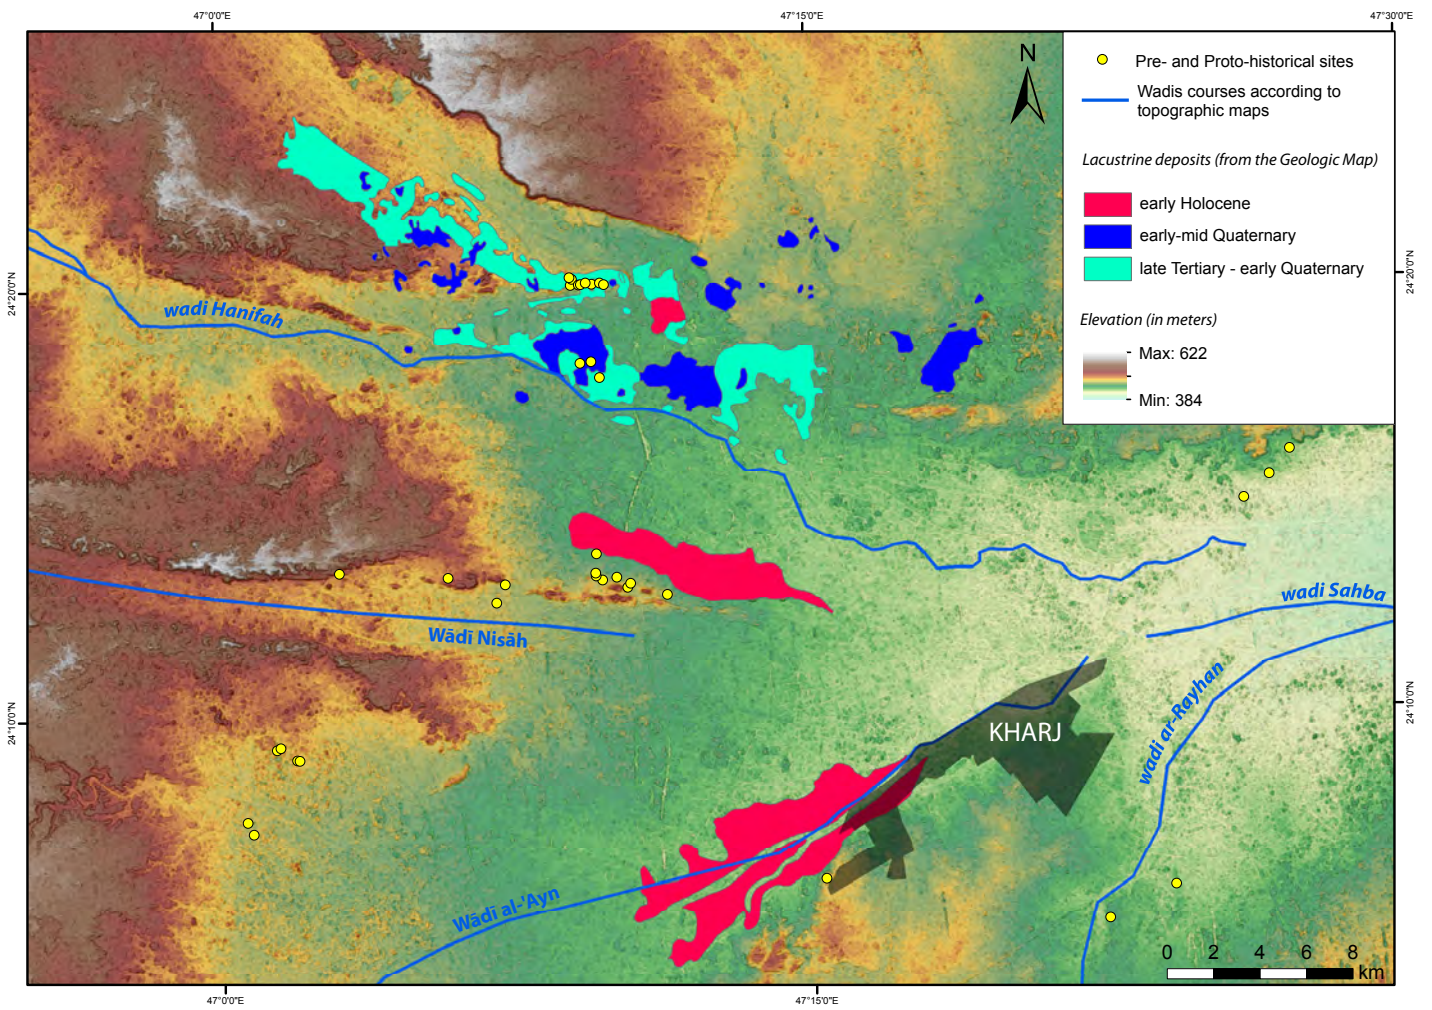 47°0'0"E
47°15'0"E
47°30'0"E
N
Pre- and Proto-historical sites
Wadis courses according to
topographic maps
Lacustrine deposits (from the Geologic Map)
early Holocene
early-mid Quaternary
late Tertiary - early Quaternary
Elevation (in meters)
Max: 622
Min: 384
24°20'0"N
24°20'0"N
wadi Hanifah
wadi Sahba
Wādī Nisāh
wadi ar-Rayhan
24°10'0"N
24°10'0"N
KHARJ
Wādī al-'Ayn
0 2 4 6 8
km
47°0'0"E
47°15'0"E